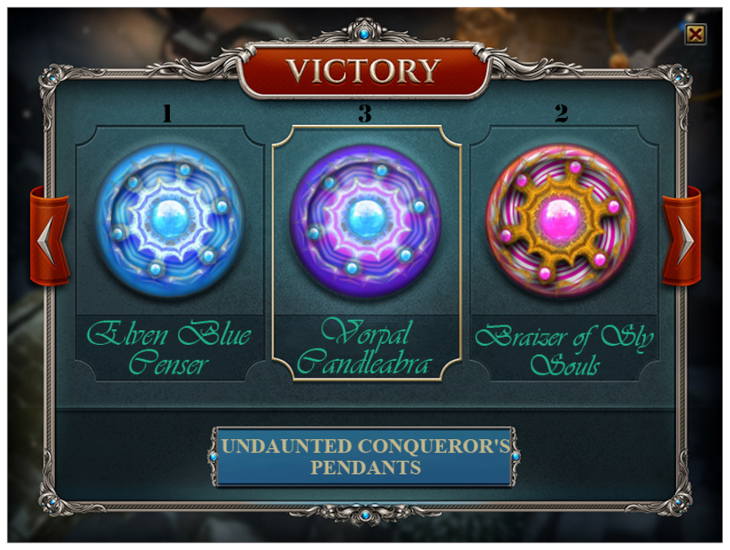 VICTORY
1
3
2
Elven Blue
Censer
Vorpal
Candleabra
Braizer of Sly
Souls
UNDAUNTED CONQUEROR'S
PENDANTS